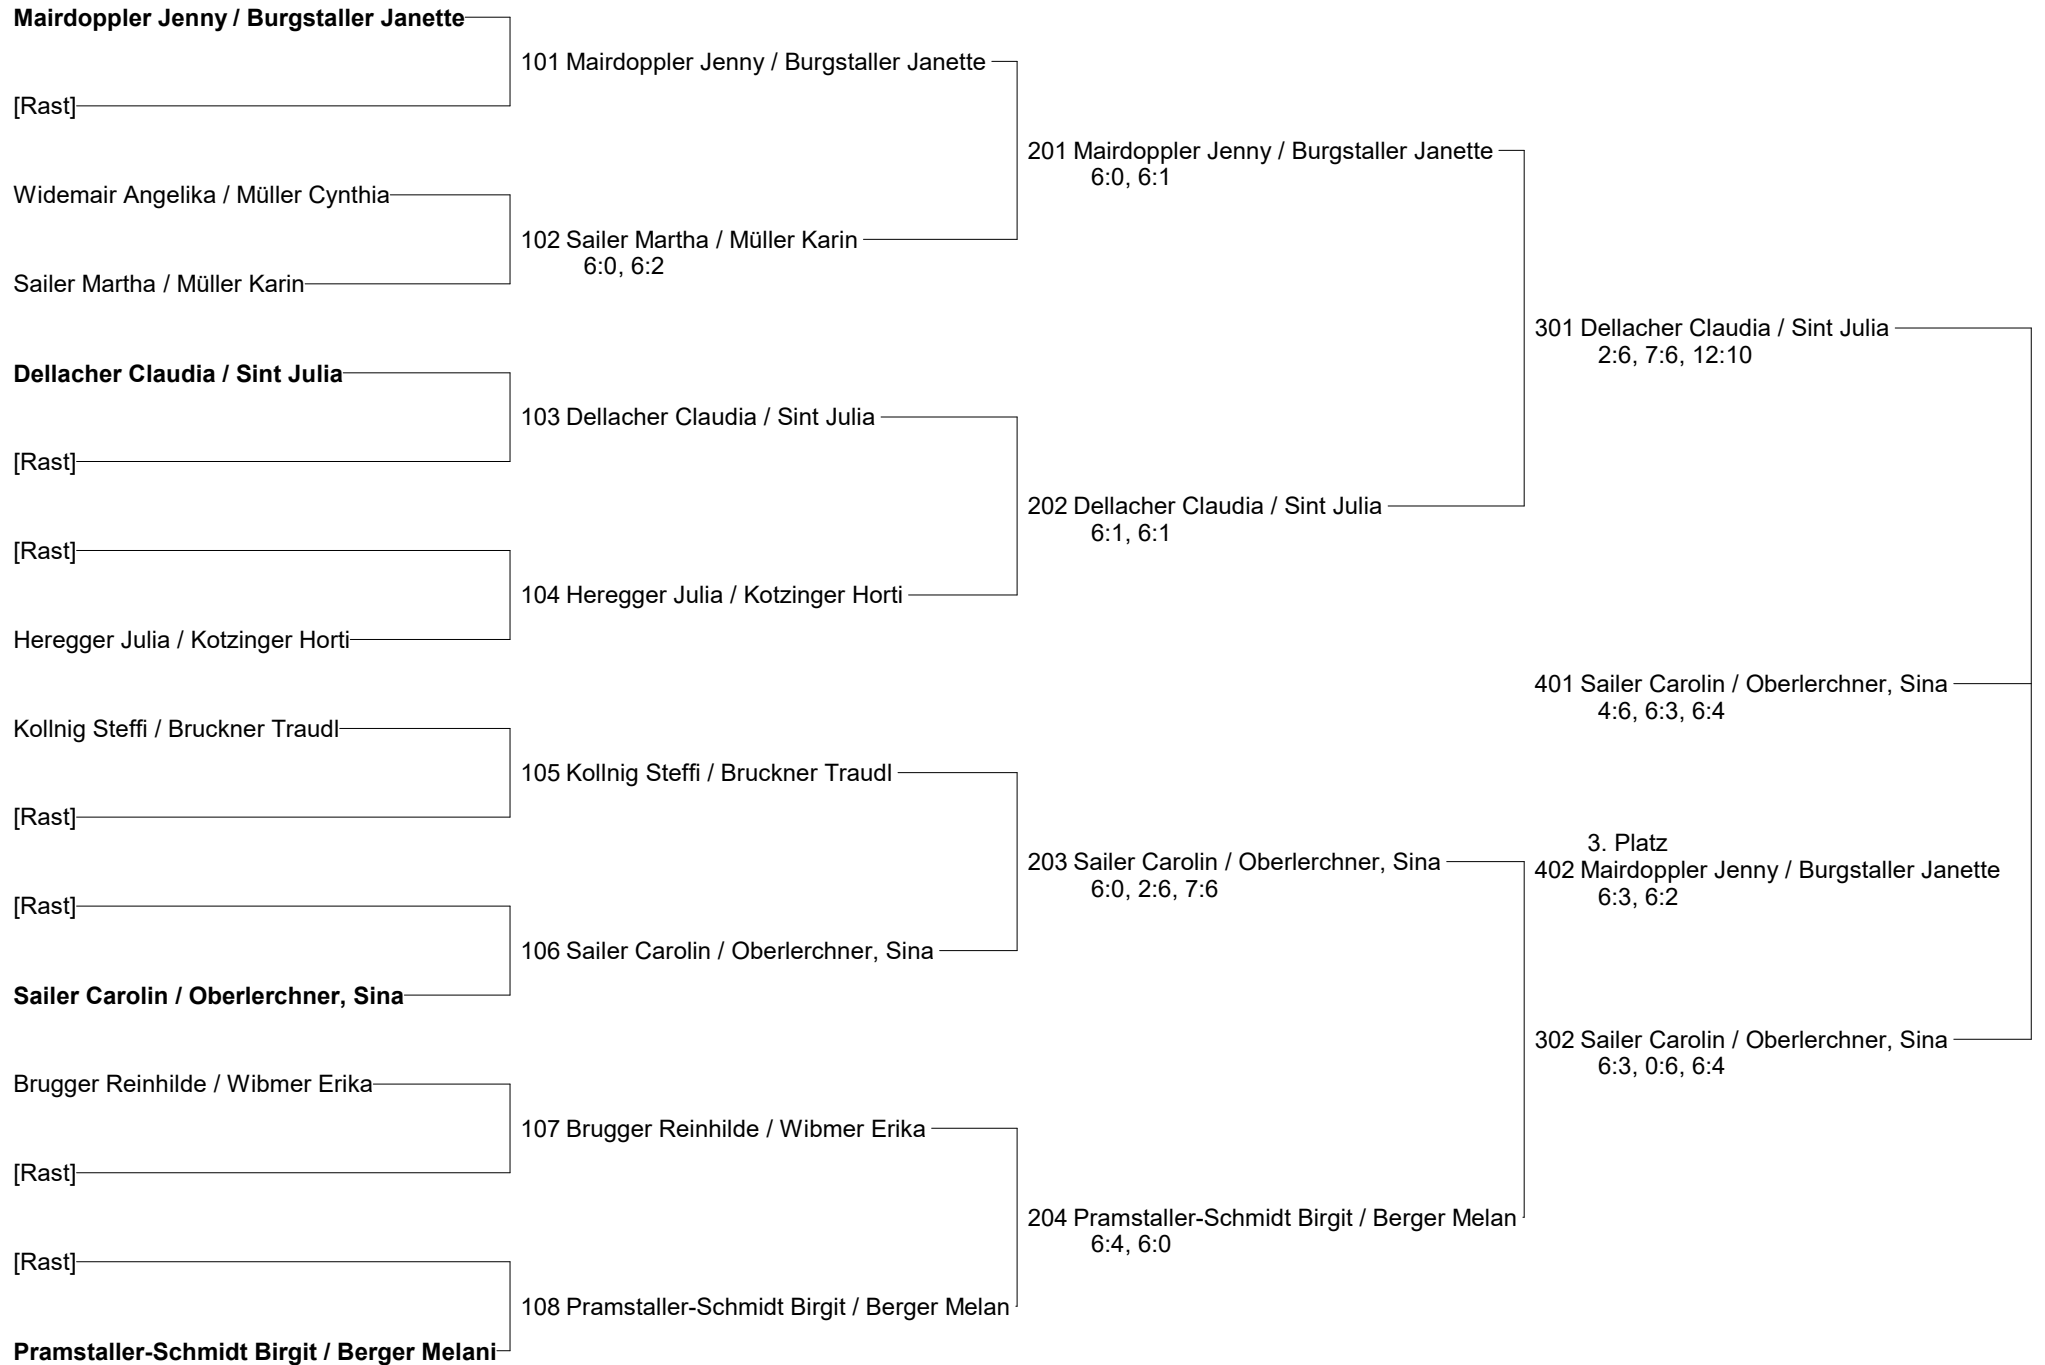 Mairdoppler Jenny / Burgstaller Janette
[Rast]
Widemair Angelika / Müller Cynthia
Sailer Martha / Müller Karin
Dellacher Claudia / Sint Julia
[Rast]
[Rast]
Heregger Julia / Kotzinger Horti
Kollnig Steffi / Bruckner Traudl
[Rast]
[Rast]
Sailer Carolin / Oberlerchner, Sina
Brugger Reinhilde / Wibmer Erika
[Rast]
[Rast]
Pramstaller-Schmidt Birgit / Berger Melani
101 Mairdoppler Jenny / Burgstaller Janette
102 Sailer Martha / Müller Karin
6:0, 6:2
103 Dellacher Claudia / Sint Julia
104 Heregger Julia / Kotzinger Horti
105 Kollnig Steffi / Bruckner Traudl
106 Sailer Carolin / Oberlerchner, Sina
107 Brugger Reinhilde / Wibmer Erika
108 Pramstaller-Schmidt Birgit / Berger Melan
201 Mairdoppler Jenny / Burgstaller Janette
6:0, 6:1
202 Dellacher Claudia / Sint Julia
6:1, 6:1
203 Sailer Carolin / Oberlerchner, Sina
6:0, 2:6, 7:6
204 Pramstaller-Schmidt Birgit / Berger Melan
6:4, 6:0
301 Dellacher Claudia / Sint Julia
2:6, 7:6, 12:10
401 Sailer Carolin / Oberlerchner, Sina
4:6, 6:3, 6:4
3. Platz
402 Mairdoppler Jenny / Burgstaller Janette
6:3, 6:2
302 Sailer Carolin / Oberlerchner, Sina
6:3, 0:6, 6:4